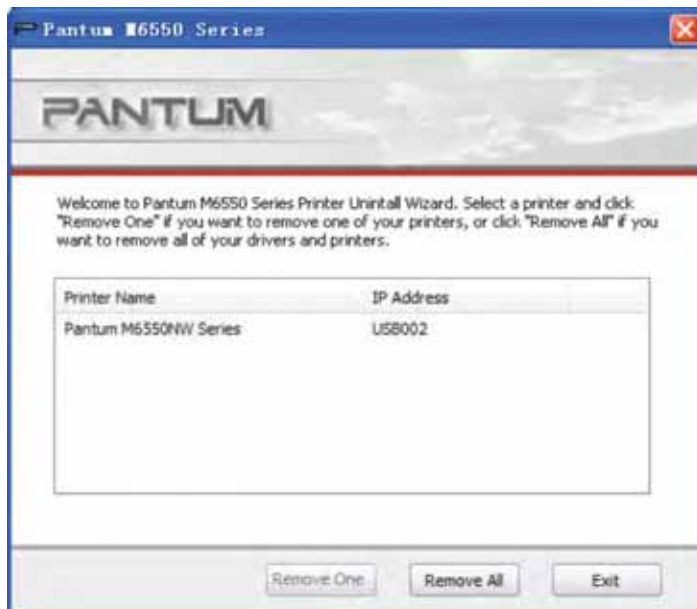 Pantum M6550 Series
PANTUM
Welcome to Pantum M6550 Series Printer Unintall Wizard. Select a printer and click
"Remove One" if you want to remove one of your printers, or click "Remove All" if you
want to remove all of your drivers and printers.
Printer Name IP Address
Pantum M6550NW Series USB002
Remove One Remove All Exit